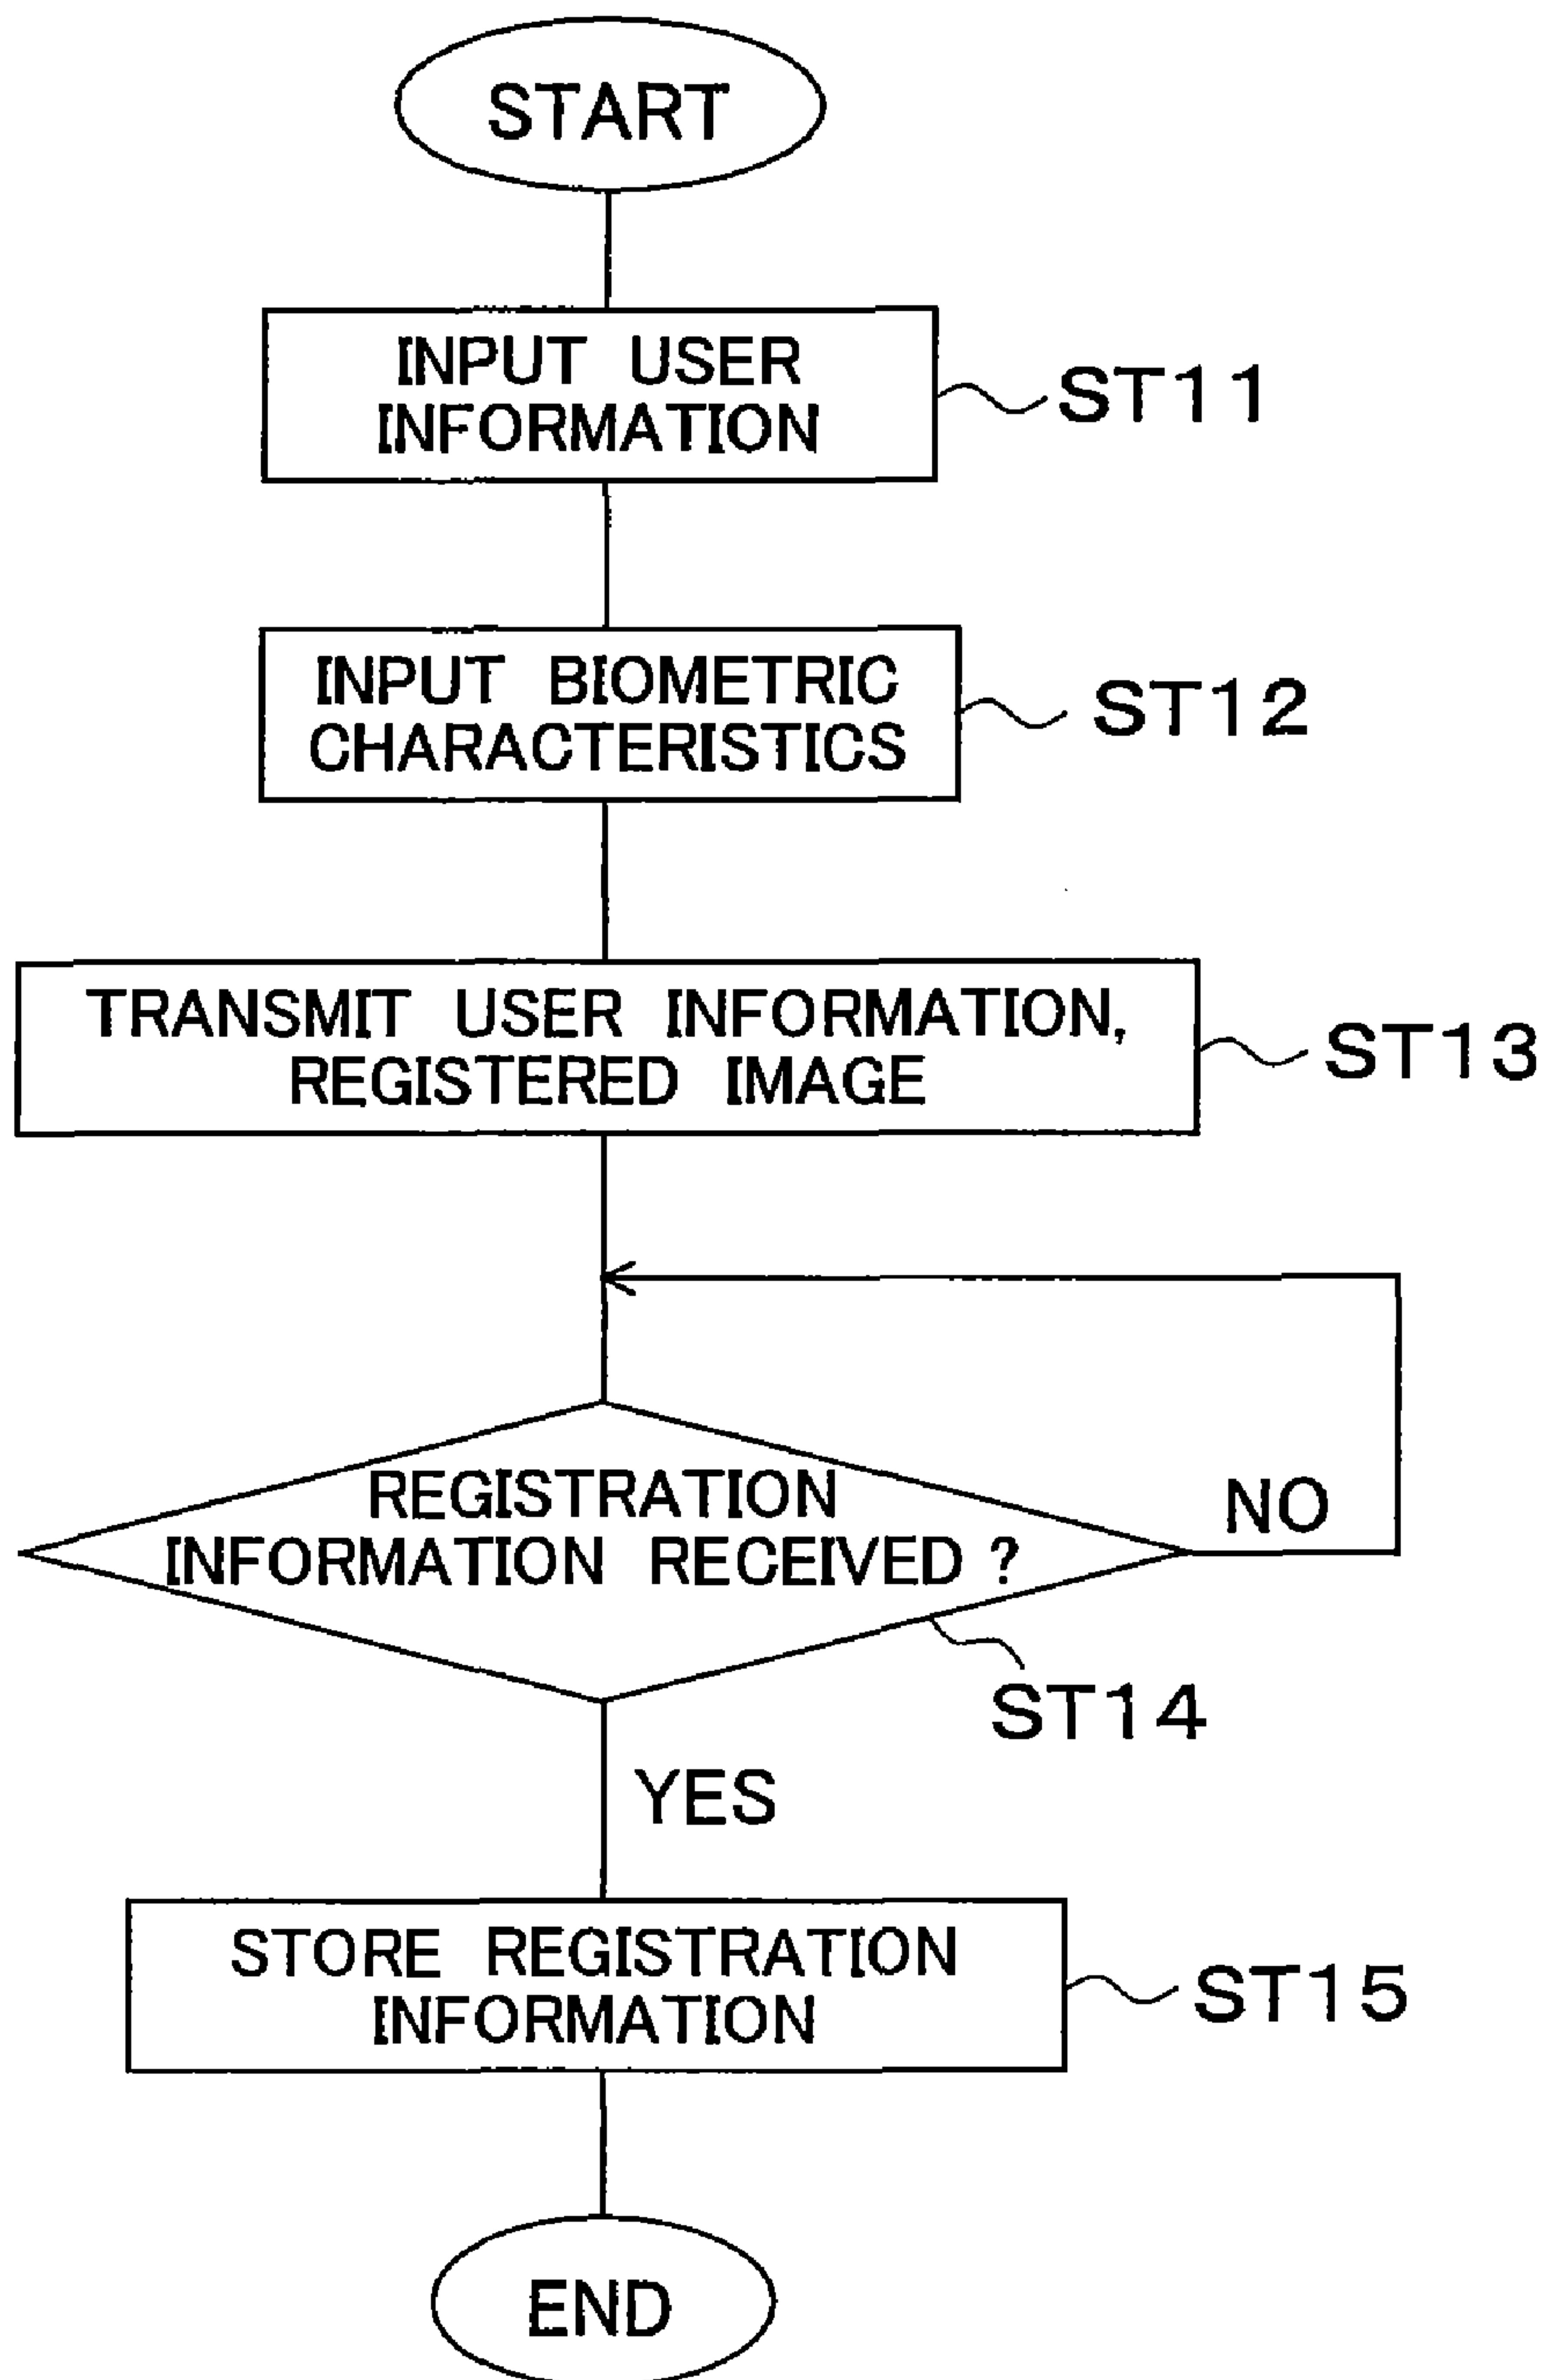 START
INPUT USER
INFORMATION
ST11
INPUT BIOMETRIC
CHARACTERISTICS
ST12
TRANSMIT USER INFORMATION,
REGISTERED IMAGE
ST13
REGISTRATION
INFORMATION RECEIVED ?
NO
ST14
YES
STORE REGISTRATION
INFORMATION
ST15
END